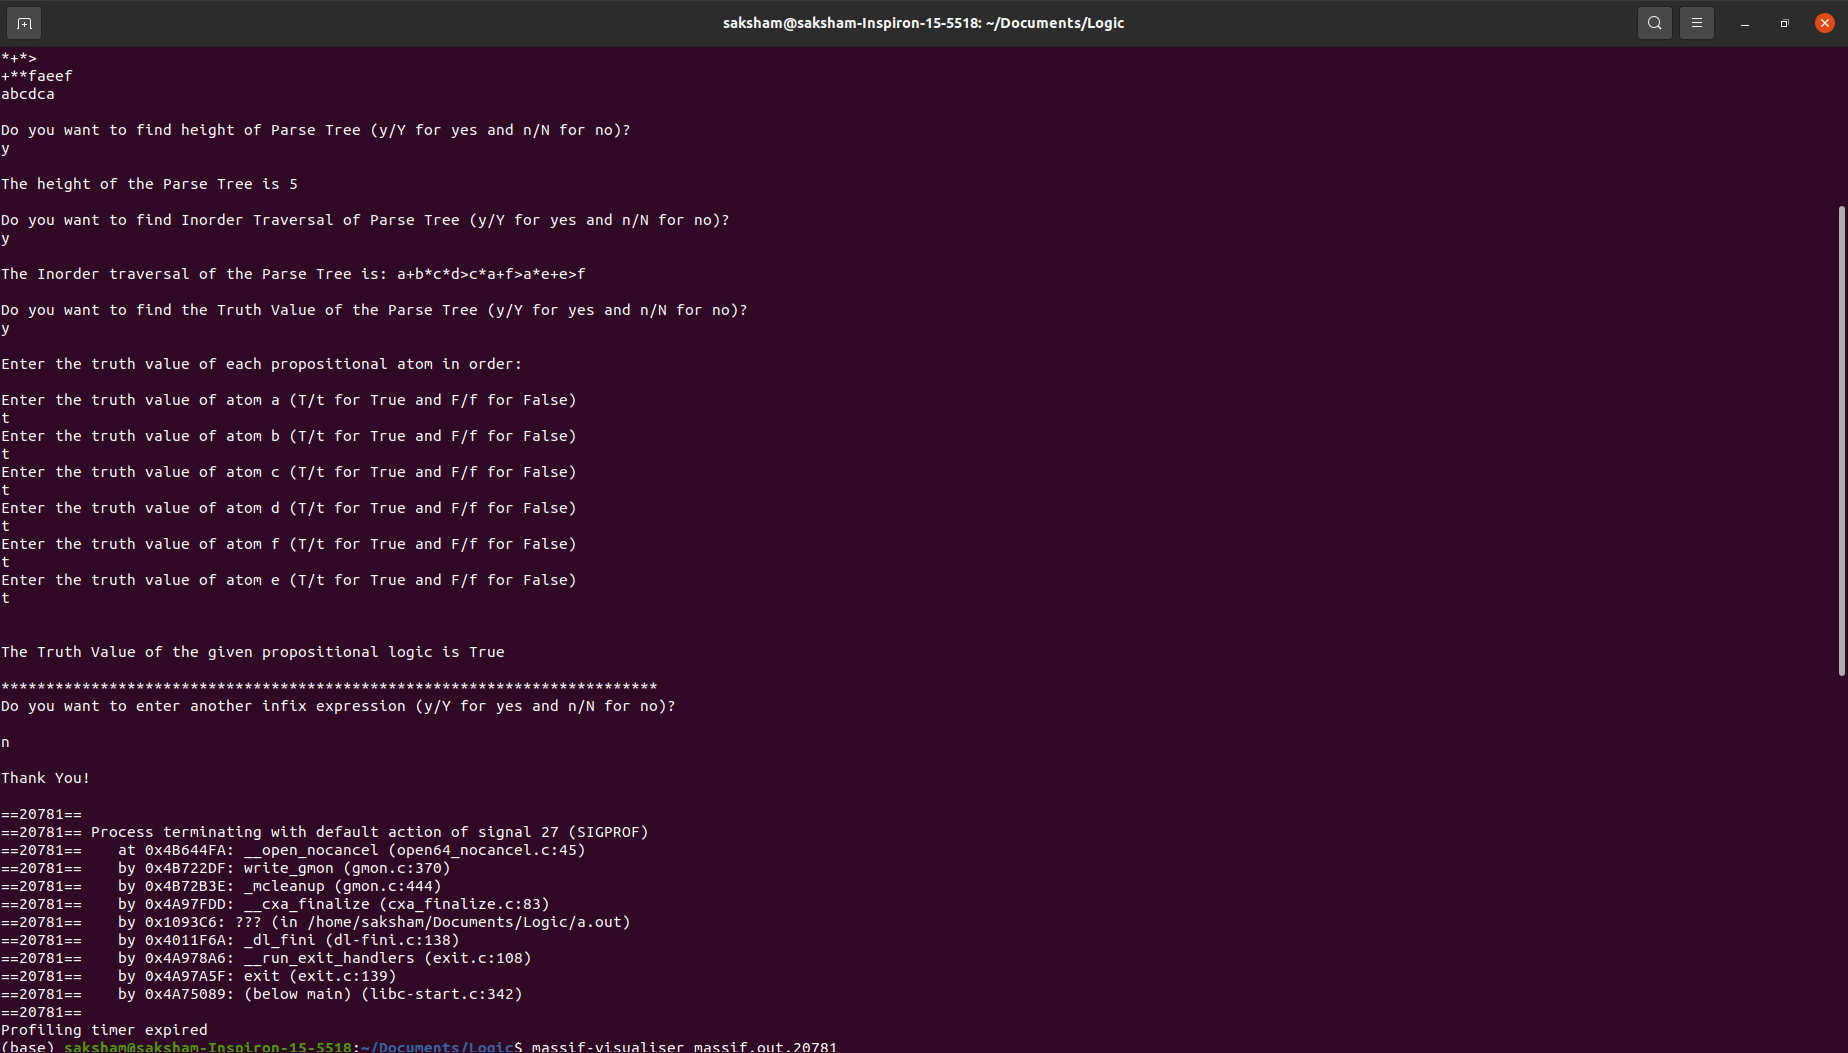 saksham@saksham-Inspiron-15-5518: ~/Documents/Logic
*+*>
+**faeef
abcdca
Do you want to find height of Parse Tree (y/Y for yes and n/N for no)?
y
The height of the Parse Tree is 5
Do you want to find Inorder Traversal of Parse Tree (y/Y for yes and n/N for no)?
y
The Inorder traversal of the Parse Tree is: a+b*c*d>c*a+f>a*e+e>f
Do you want to find the Truth Value of the Parse Tree (y/Y for yes and n/N for no)?
y
Enter the truth value of each propositional atom in order:
Enter the truth value of atom a (T/t for True and F/f for False)
t
Enter the truth value of atom b (T/t for True and F/f for False)
t
Enter the truth value of atom c (T/t for True and F/f for False)
t
Enter the truth value of atom d (T/t for True and F/f for False)
t
Enter the truth value of atom f (T/t for True and F/f for False)
t
Enter the truth value of atom e (T/t for True and F/f for False)
t
The Truth Value of the given propositional logic is True
*************************************************************************
Do you want to enter another infix expression (y/Y for yes and n/N for no)?
n
Thank You!
==20781==
==20781== Process terminating with default action of signal 27 (SIGPROF)
==20781==    at 0x4B644FA: __open_nocancel (open64_nocancel.c:45)
==20781==    by 0x4B722DF: write_gmon (gmon.c:370)
==20781==    by 0x4B72B3E: _mcleanup (gmon.c:444)
==20781==    by 0x4A97FDD: __cxa_finalize (cxa_finalize.c:83)
==20781==    by 0x1093C6: ??? (in /home/saksham/Documents/Logic/a.out)
==20781==    by 0x4011F6A: _dl_fini (dl-fini.c:138)
==20781==    by 0x4A978A6: __run_exit_handlers (exit.c:108)
==20781==    by 0x4A97A5F: exit (exit.c:139)
==20781==    by 0x4A75089: (below main) (libc-start.c:342)
==20781==
Profiling timer expired
(base) saksham@saksham-Inspiron-15-5518:~/Documents/Logic$ massif-visualiser massif.out.20781